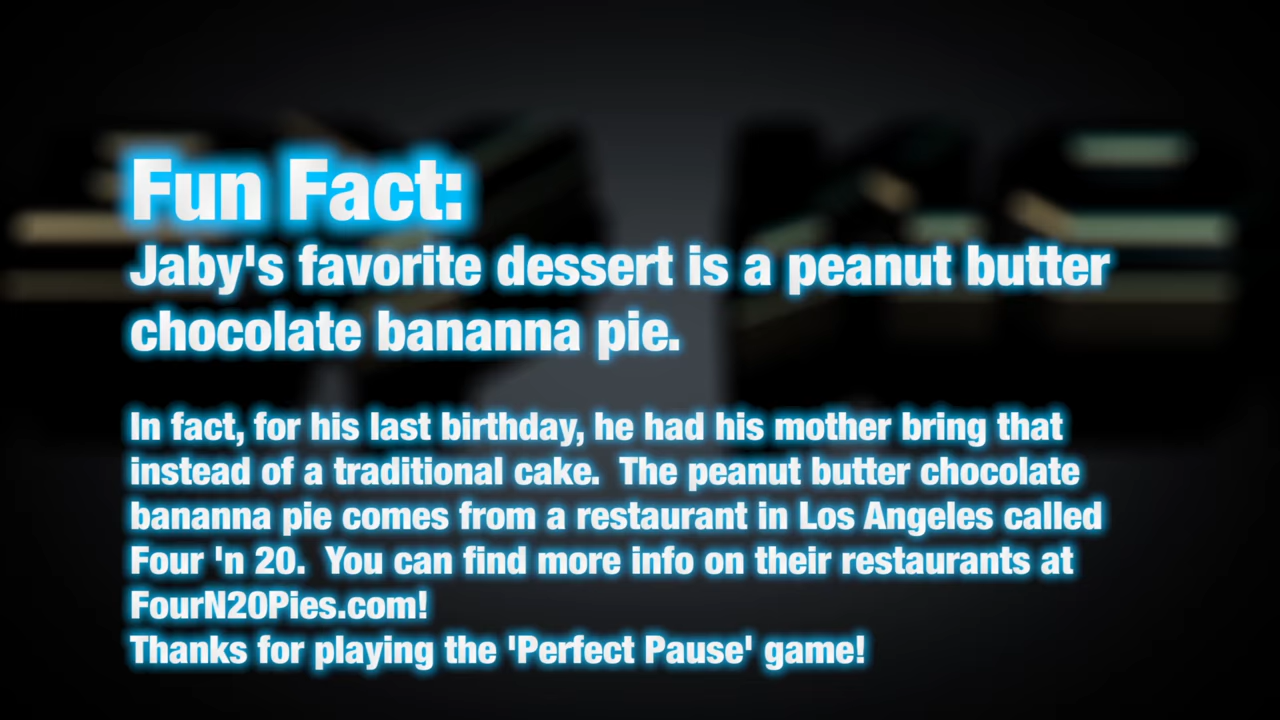 Fun Fact:
Jaby's favorite dessert is a peanut butter
chocolate bananna pie.
In fact, for his last birthday, he had his mother bring that
instead of a traditional cake.  The peanut butter chocolate
bananna pie comes from a restaurant in Los Angeles called
Four 'n 20.  You can find more info on their restaurants at
FourN20Pies.com!
Thanks for playing the 'Perfect Pause' game!